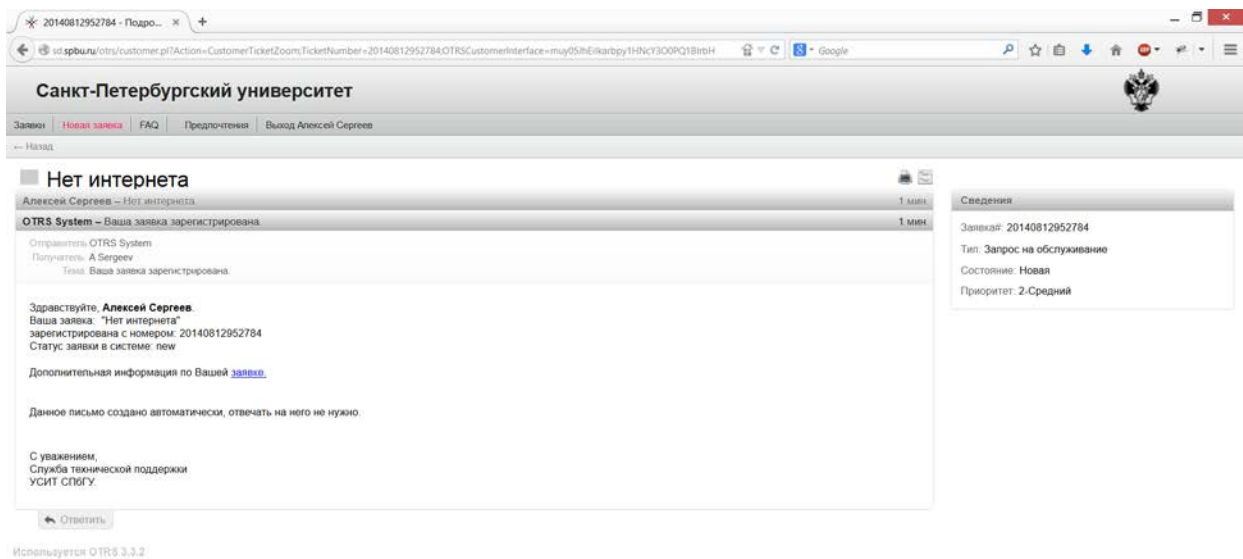 20140812952784 - Подро...
sd.spbu.ru/otrs/customer.pl?Action=CustomerTicketZoom;TicketNumber=20140812952784;OTRSCustomerInterface=
Google
Санкт-Петербургский университет
Заявки Новая заявка FAQ Предпочтения Выход Алексей Сергеев
← Назад
Нет интернета
Алексей Сергеев – Нет интернета 1 мин.
OTRS System – Ваша заявка зарегистрирована. 1 мин.
Отправитель: OTRS System
Получатель: A Sergeev
Тема: Ваша заявка зарегистрирована.
Здравствуйте, Алексей Сергеев.
Ваша заявка: "Нет интернета"
зарегистрирована с номером: 20140812952784
Статус заявки в системе: new
Дополнительная информация по Вашей заявке.
Данное письмо создано автоматически, отвечать на него не нужно.
С уважением,
Служба технической поддержки
УСИТ СПбГУ.
Ответить
Сведения
Заявка#: 20140812952784
Тип: Запрос на обслуживание
Состояние: Новая
Приоритет: 2-Средний
Используется OTRS 3.3.2